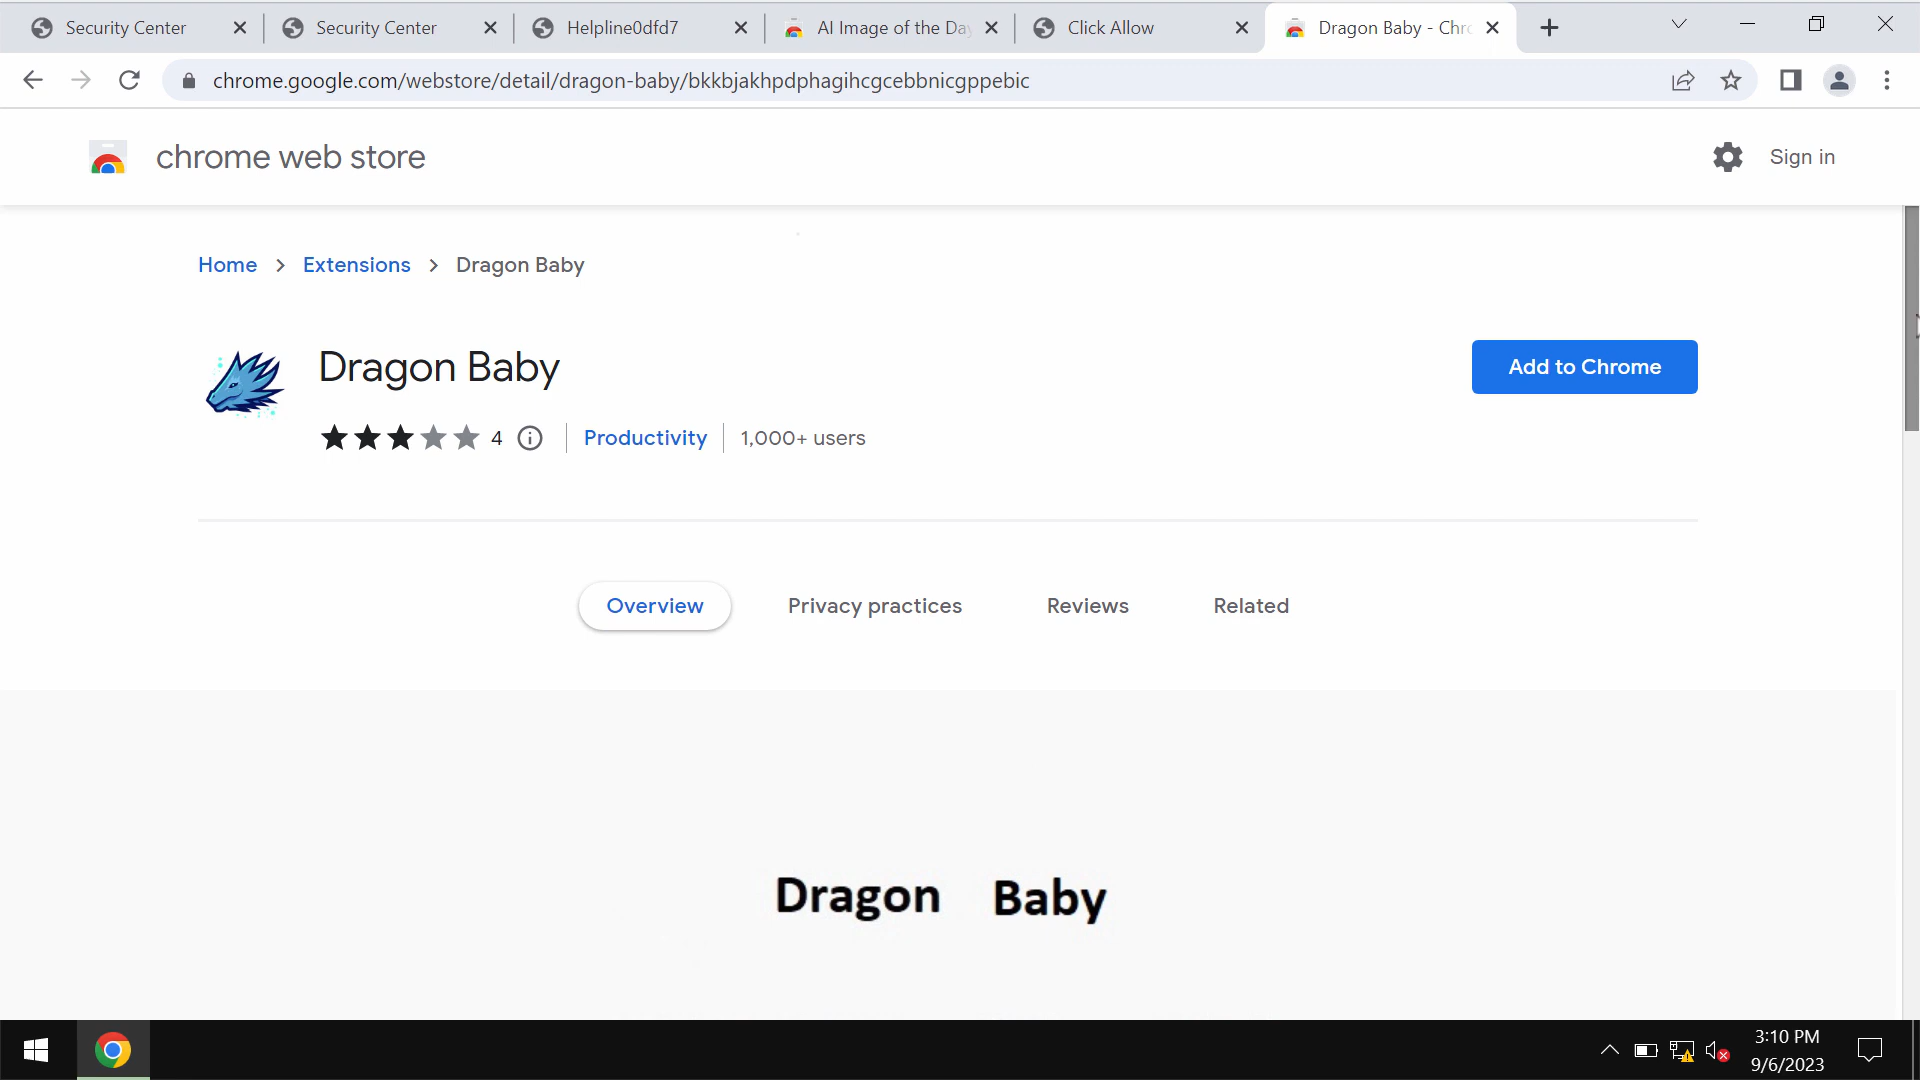 Security Center
Security Center
Helpline0dfd7
AI Image of the Da
Click Allow
Dragon Baby - Chr
chrome.google.com/webstore/detail/dragon-baby/bkkbjakhpdphagihcgcebbnicgppebic
chrome web store
Sign in
Home > Extensions > Dragon Baby
Dragon Baby
Add to Chrome
4
Productivity
1,000+ users
Overview
Privacy practices
Reviews
Related
Dragon Baby
3:10 PM
9/6/2023